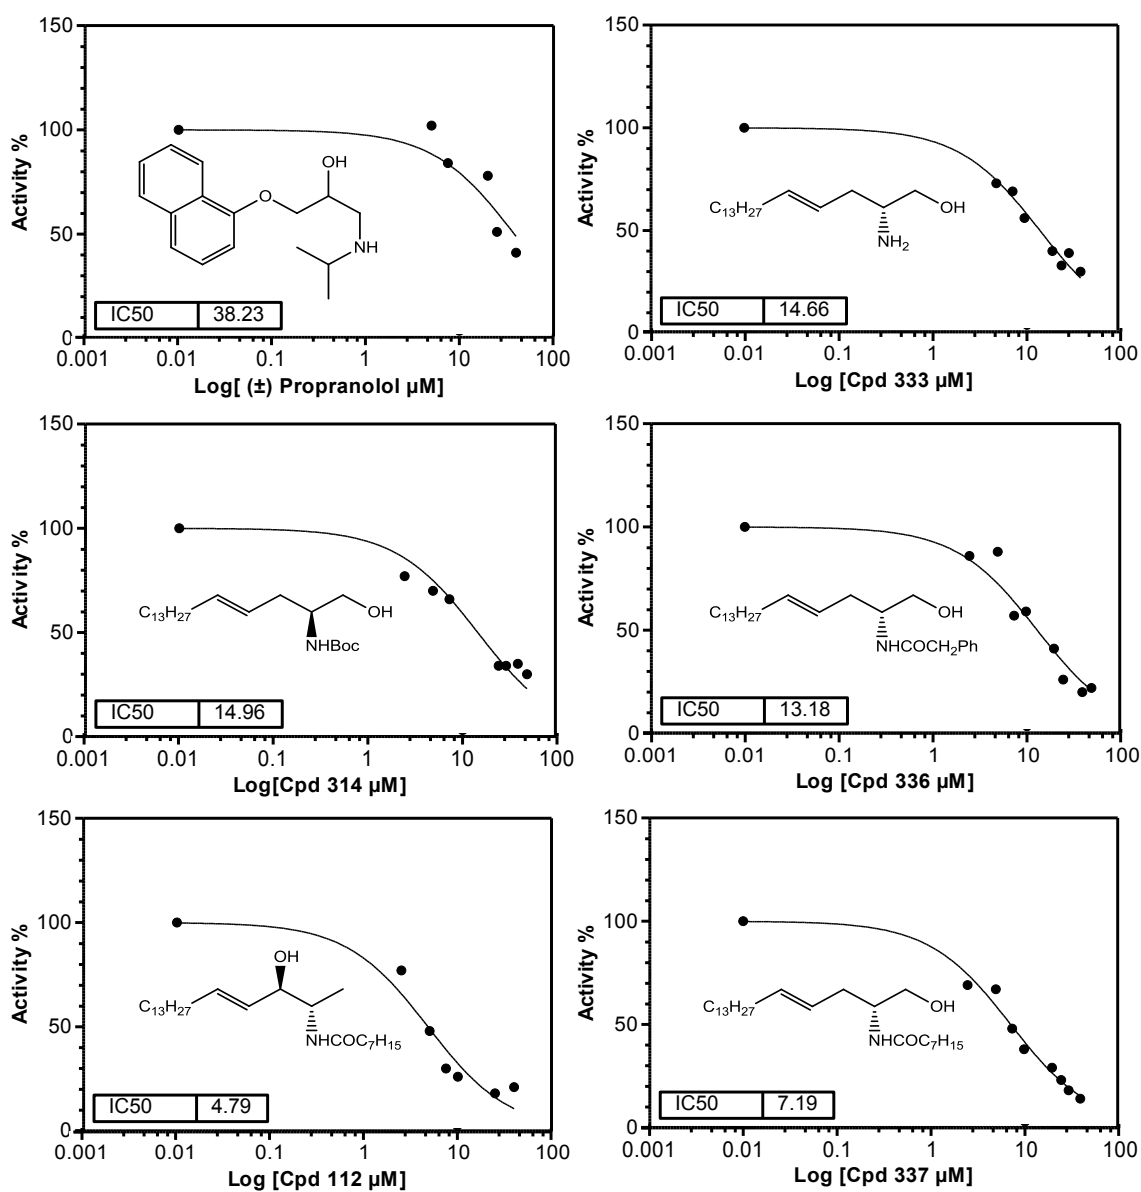 150
100
50
0
Activity %
OH
O
NH
IC50 38.23
0.001 0.01 0.1 1 10 100
Log[ (±) Propranolol µM]
150
100
50
0
Activity %
C13H27
OH
NH2
IC50 14.66
0.001 0.01 0.1 1 10 100
Log [Cpd 333 µM]
150
100
50
0
Activity %
C13H27
OH
NHBoc
IC50 14.96
0.001 0.01 0.1 1 10 100
Log[Cpd 314 µM]
150
100
50
0
Activity %
C13H27
OH
NHCOCH2Ph
IC50 13.18
0.001 0.01 0.1 1 10 100
Log [Cpd 336 µM]
150
100
50
0
Activity %
OH
C13H27
NHCOC7H15
IC50 4.79
0.001 0.01 0.1 1 10 100
Log [Cpd 112 µM]
150
100
50
0
Activity %
C13H27
OH
NHCOC7H15
IC50 7.19
0.001 0.01 0.1 1 10 100
Log [Cpd 337 µM]